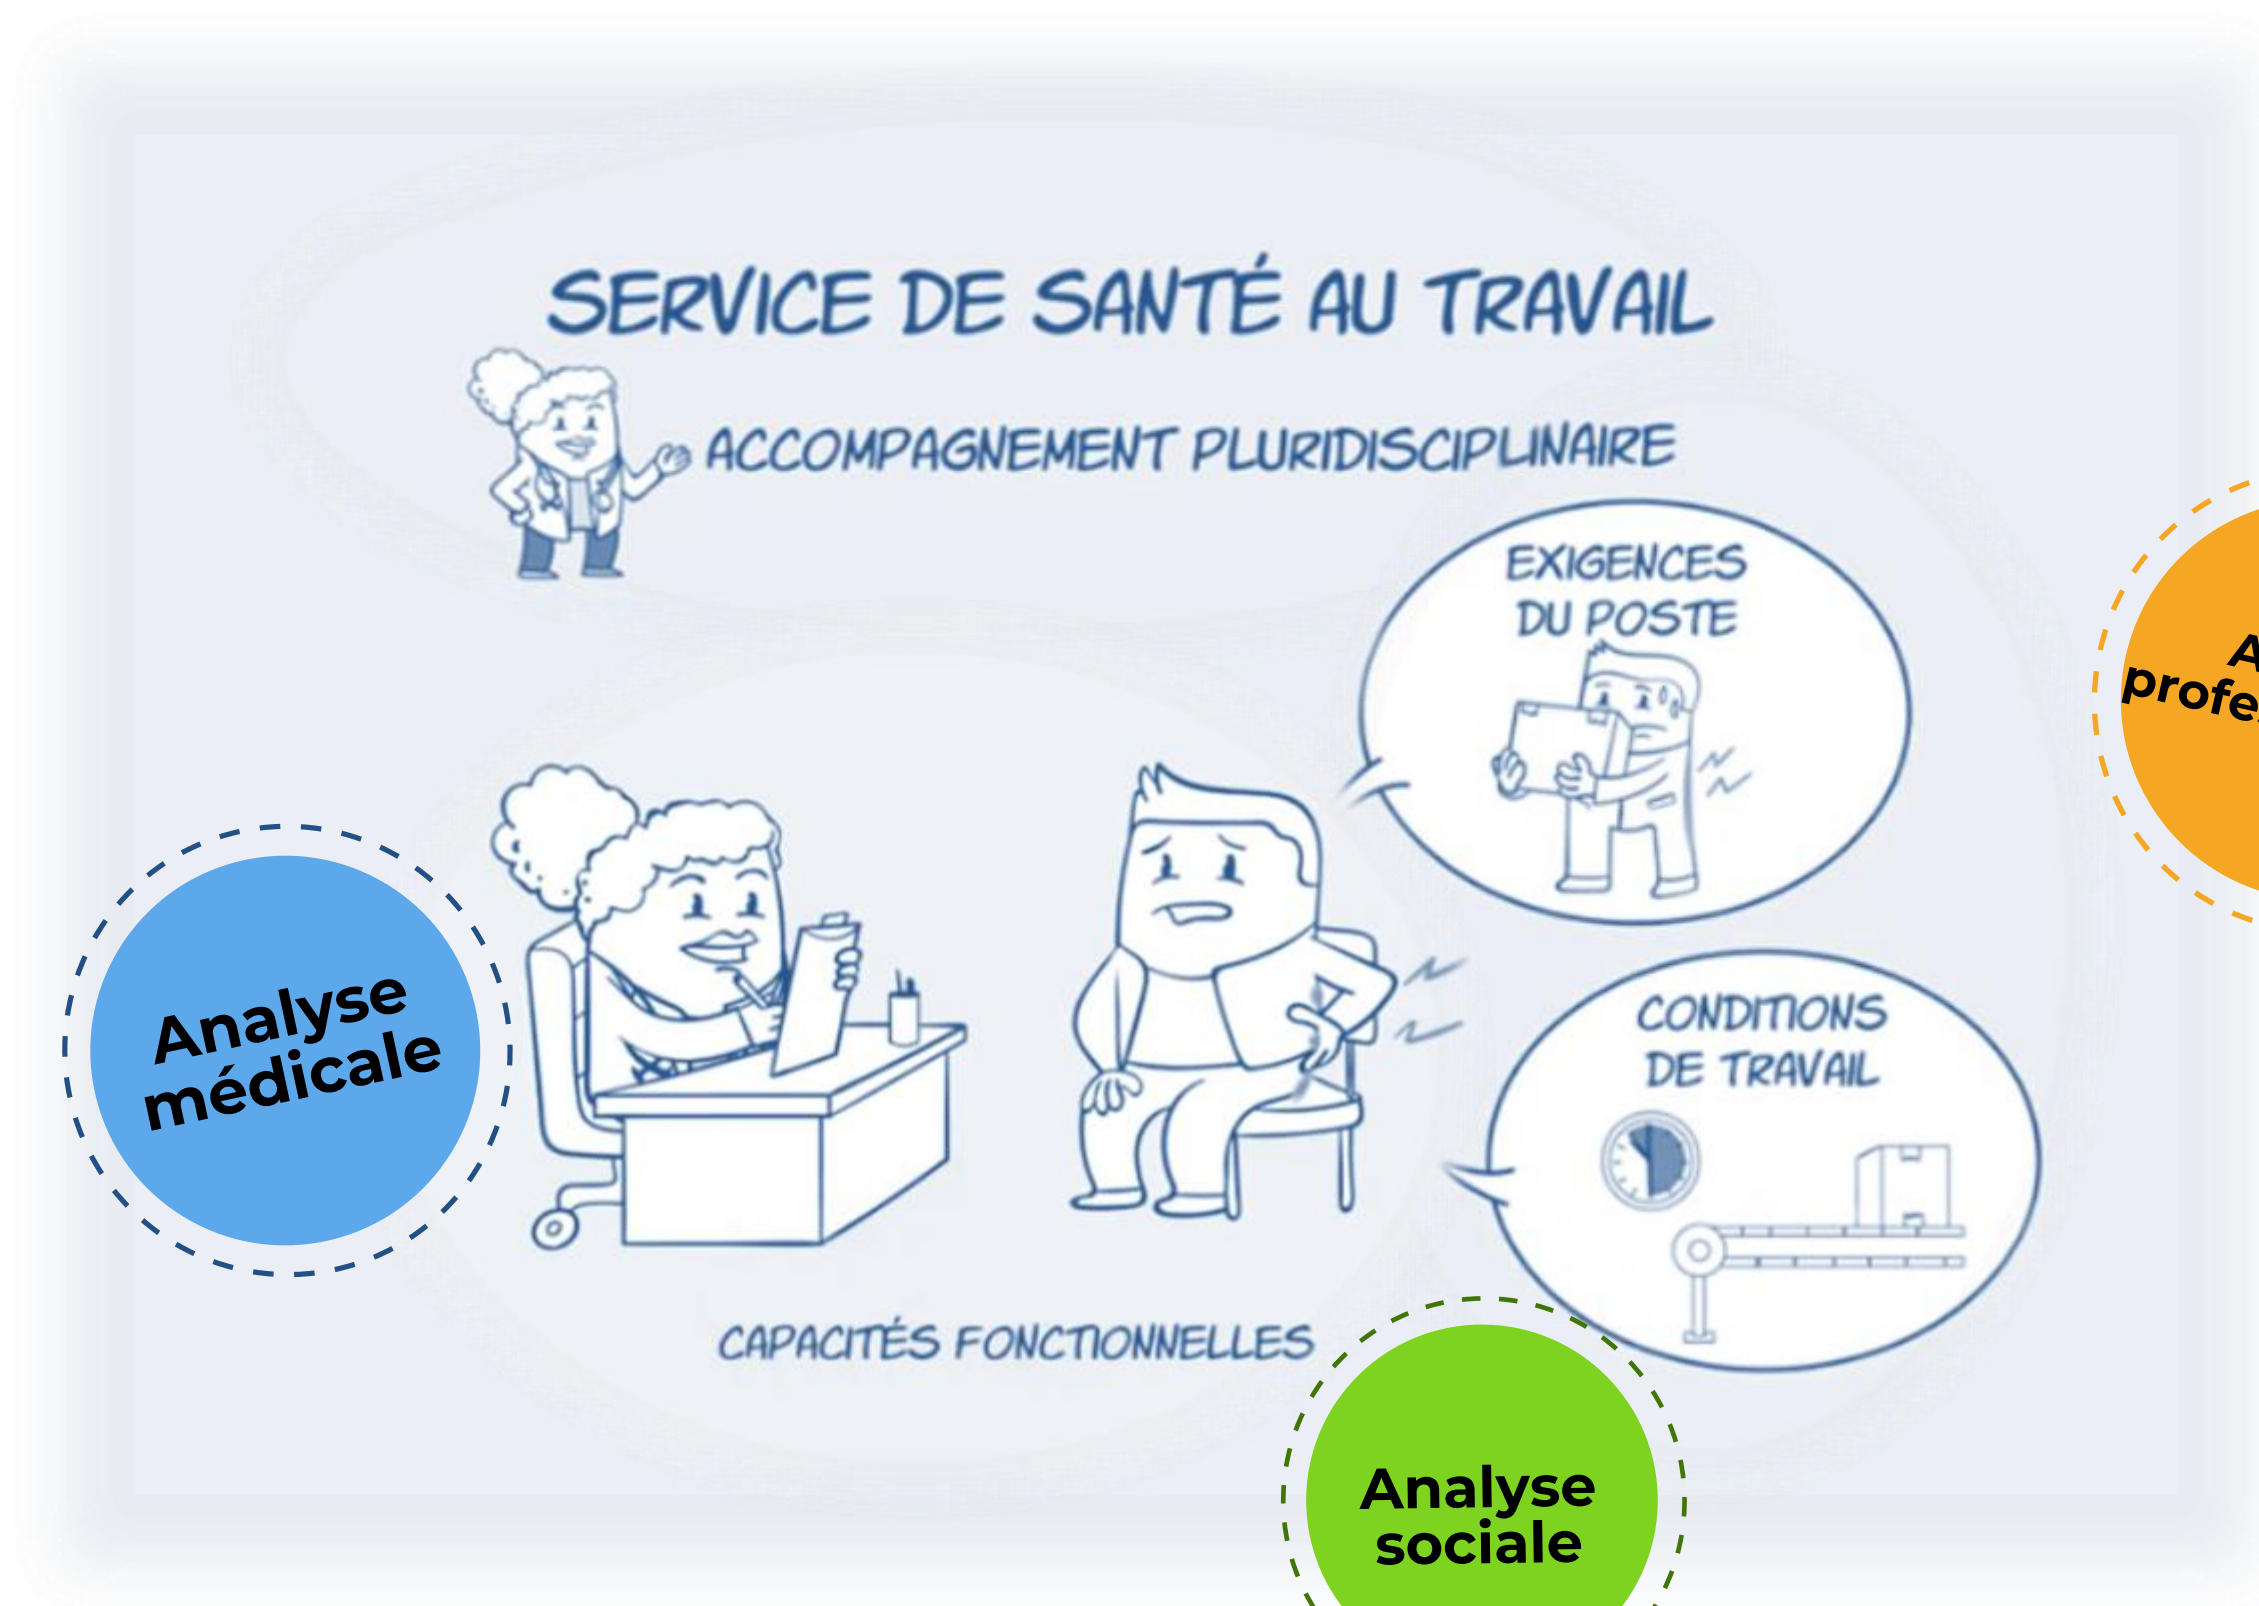 SERVICE DE SANTÉ AU TRAVAIL
ACCOMPAGNEMENT PLURIDISCIPLINAIRE
EXIGENCES
DU POSTE
CONDITIONS
DE TRAVAIL
CAPACITÉS FONCTIONNELLES
Analyse
médicale
Analyse
sociale